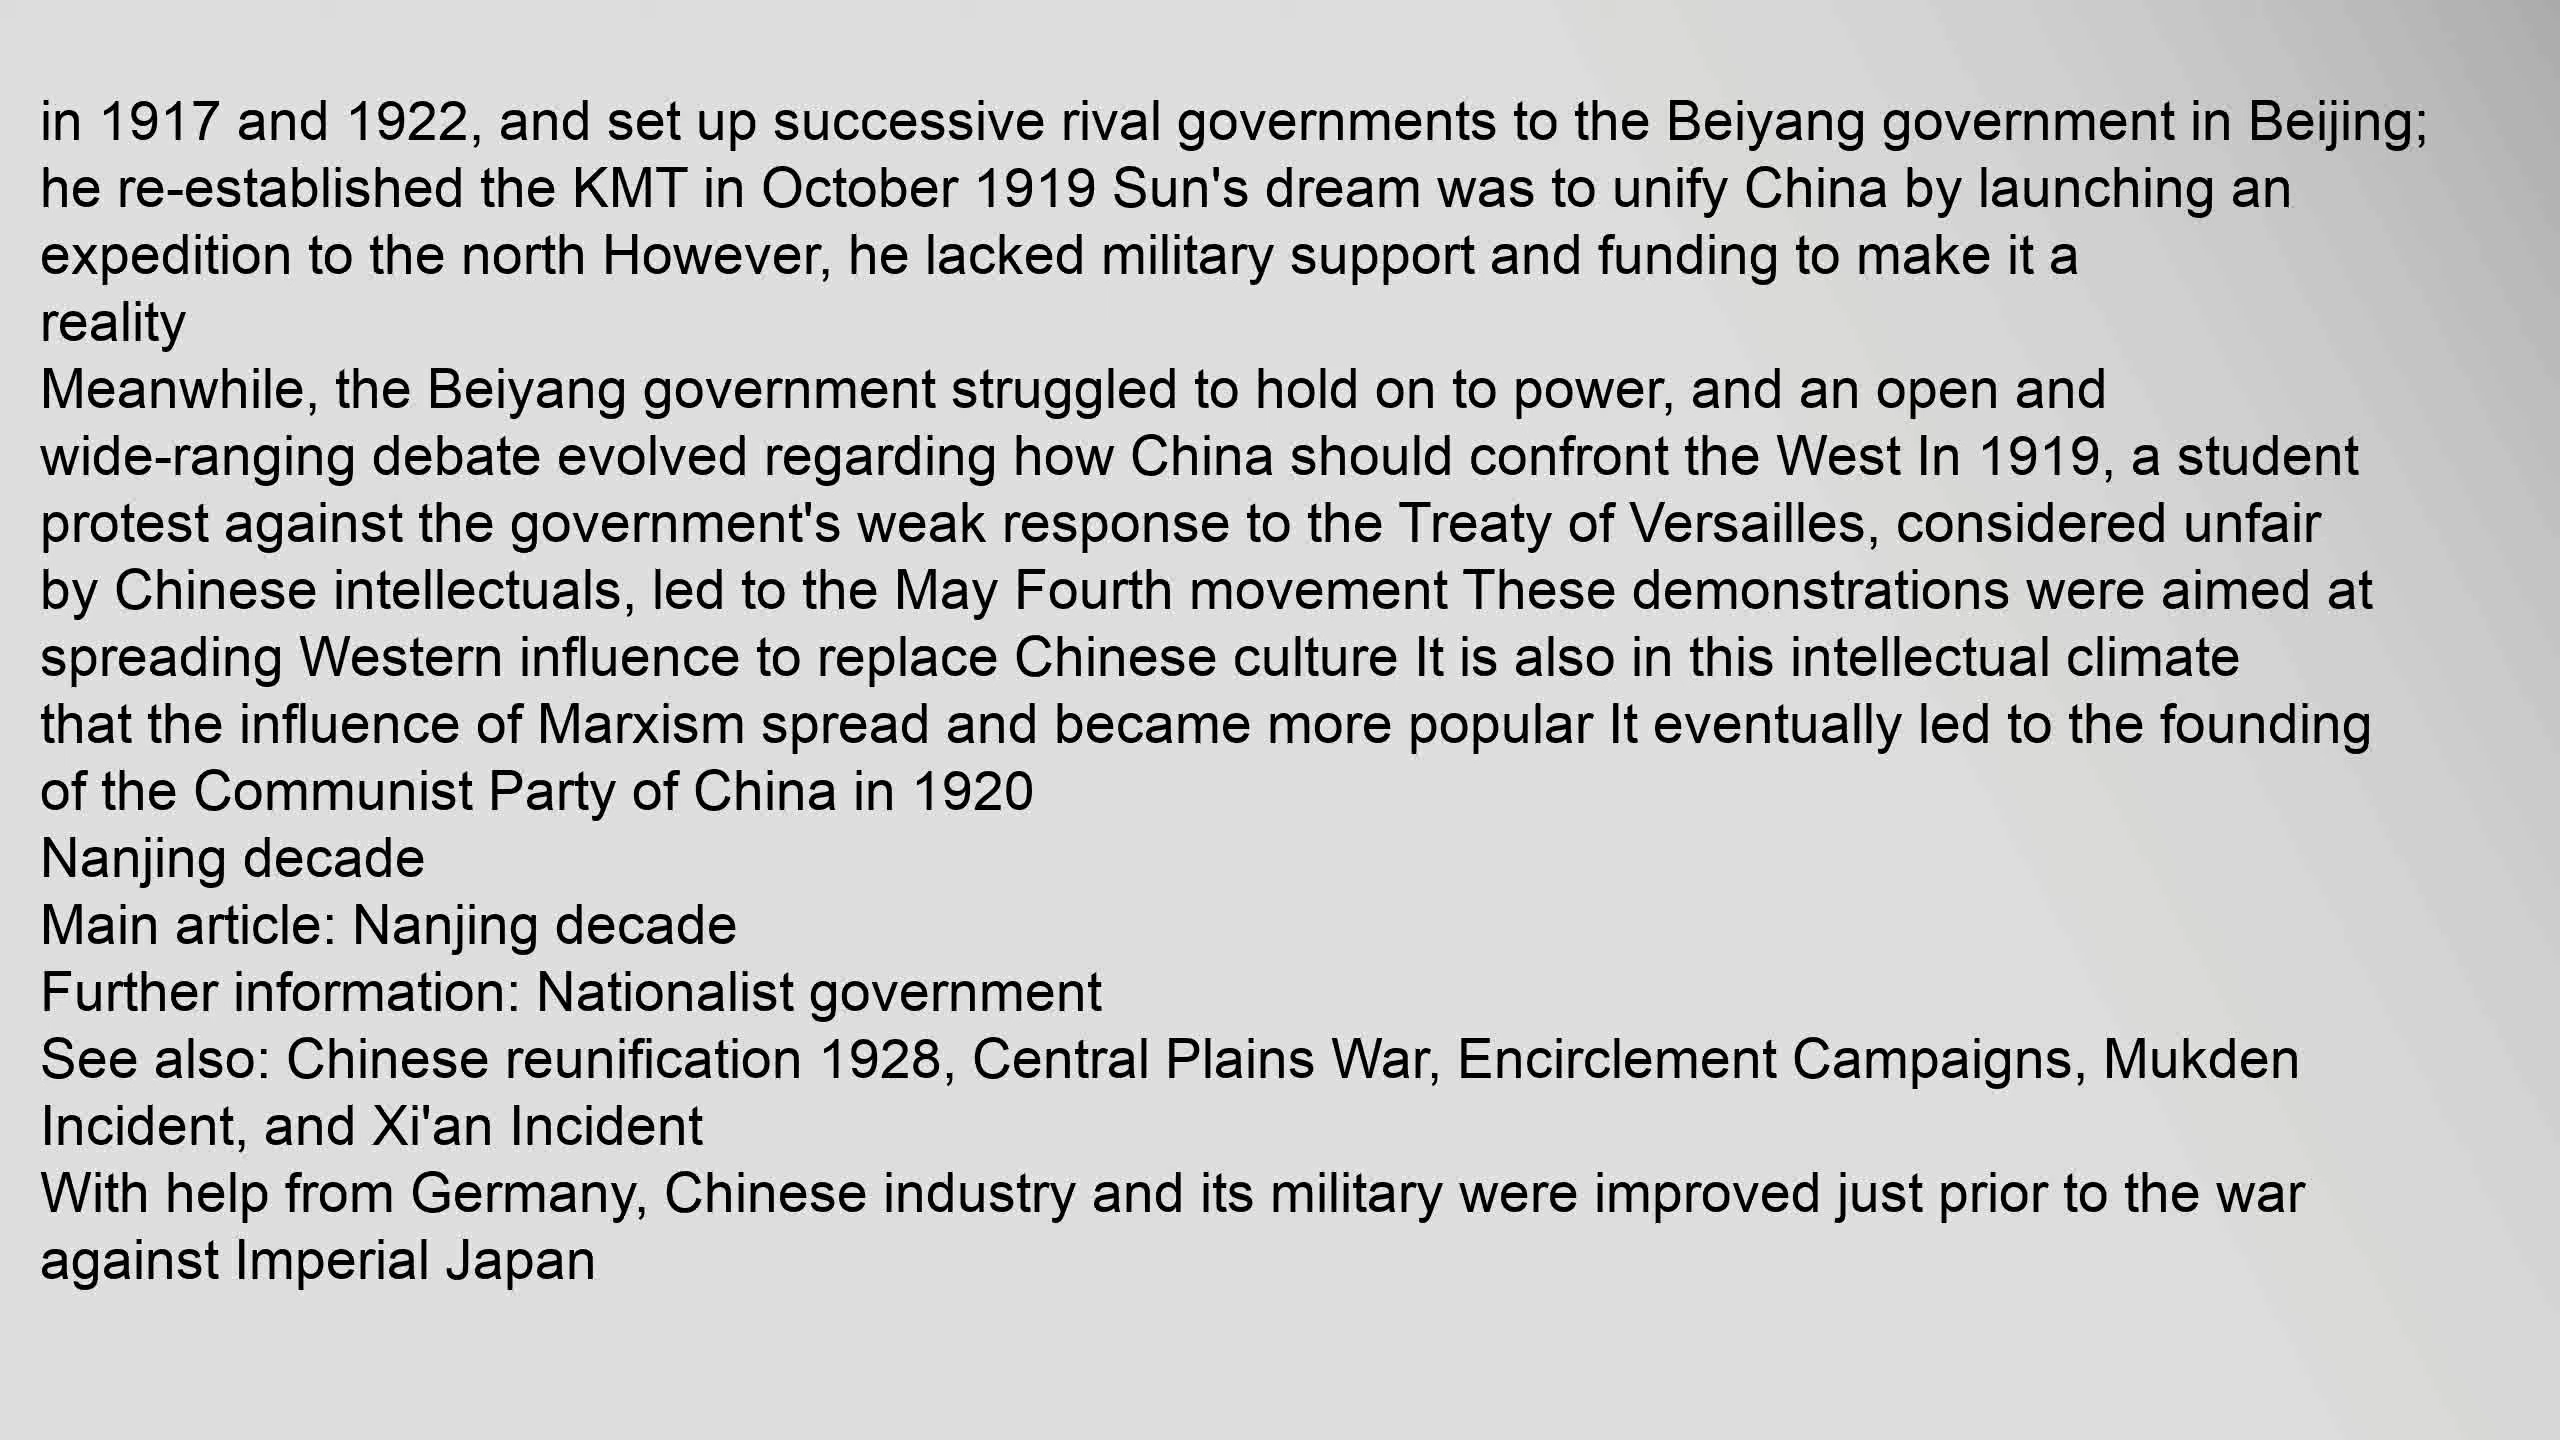 in 1917 and 1922, and set up successive rival governments to the Beiyang government in Beijing;
he re-established the KMT in October 1919 Sun's dream was to unify China by launching an
expedition to the north However, he lacked military support and funding to make it a
reality
Meanwhile, the Beiyang government struggled to hold on to power, and an open and
wide-ranging debate evolved regarding how China should confront the West In 1919, a student
protest against the government's weak response to the Treaty of Versailles, considered unfair
by Chinese intellectuals, led to the May Fourth movement These demonstrations were aimed at
spreading Western influence to replace Chinese culture It is also in this intellectual climate
that the influence of Marxism spread and became more popular It eventually led to the founding
of the Communist Party of China in 1920
Nanjing decade
Main article: Nanjing decade
Further information: Nationalist government
See also: Chinese reunification 1928, Central Plains War, Encirclement Campaigns, Mukden
Incident, and Xi'an Incident
With help from Germany, Chinese industry and its military were improved just prior to the war
against Imperial Japan